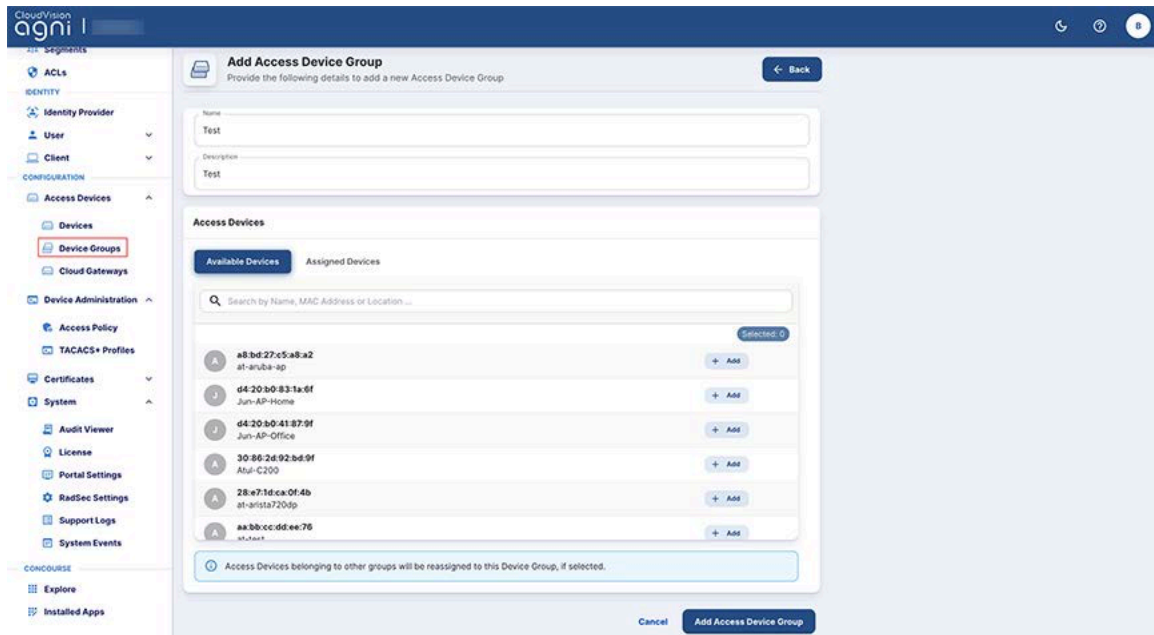 CloudVision
agni |
B
Segments
ACLs
IDENTITY
Identity Provider
User
Client
CONFIGURATION
Access Devices
Devices
Device Groups
Cloud Gateways
Device Administration
Access Policy
TACACS+ Profiles
Certificates
System
Audit Viewer
License
Portal Settings
RadSec Settings
Support Logs
System Events
CONCOURSE
Explore
Installed Apps
Add Access Device Group
Provide the following details to add a new Access Device Group
← Back
Name
Test
Description
Test
Access Devices
Available Devices Assigned Devices
Search by Name, MAC Address or Location ...
Selected: 0
A a8:bd:27:c5:a8:a2
at-aruba-ap
+ Add
J d4:20:b0:83:1a:6f
Jun-AP-Home
+ Add
J d4:20:b0:41:87:9f
Jun-AP-Office
+ Add
A 30:86:2d:92:bd:9f
Atul-C200
+ Add
A 28:e7:1d:ca:0f:4b
at-arista720dp
+ Add
A aa:bb:cc:dd:ee:76
at-test
+ Add
Access Devices belonging to other groups will be reassigned to this Device Group, if selected.
Cancel Add Access Device Group